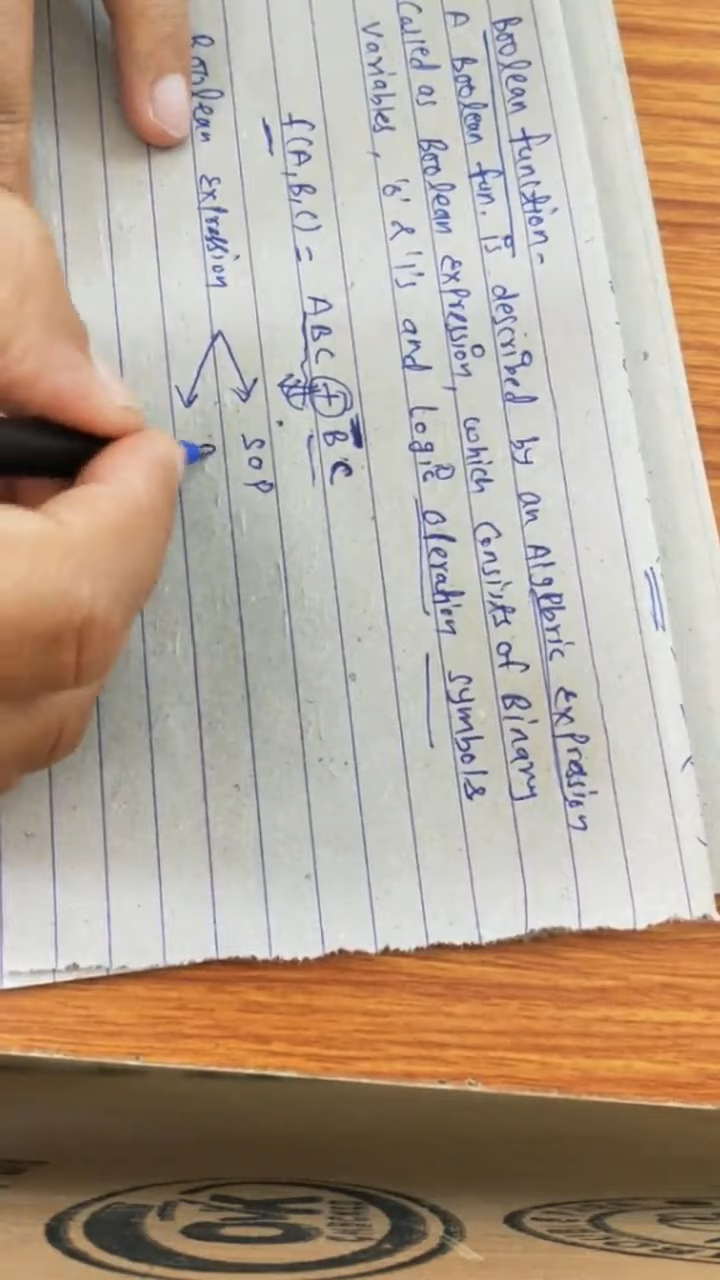 Boolean function-
A Boolean fun. is described by an Algebric expression
called as Boolean expression, which consists of Binary
variables, '0' & '1's and Logic operation symbols
f(A,B,C) = ABC + B̅C
Boolean expression
SOP
OK